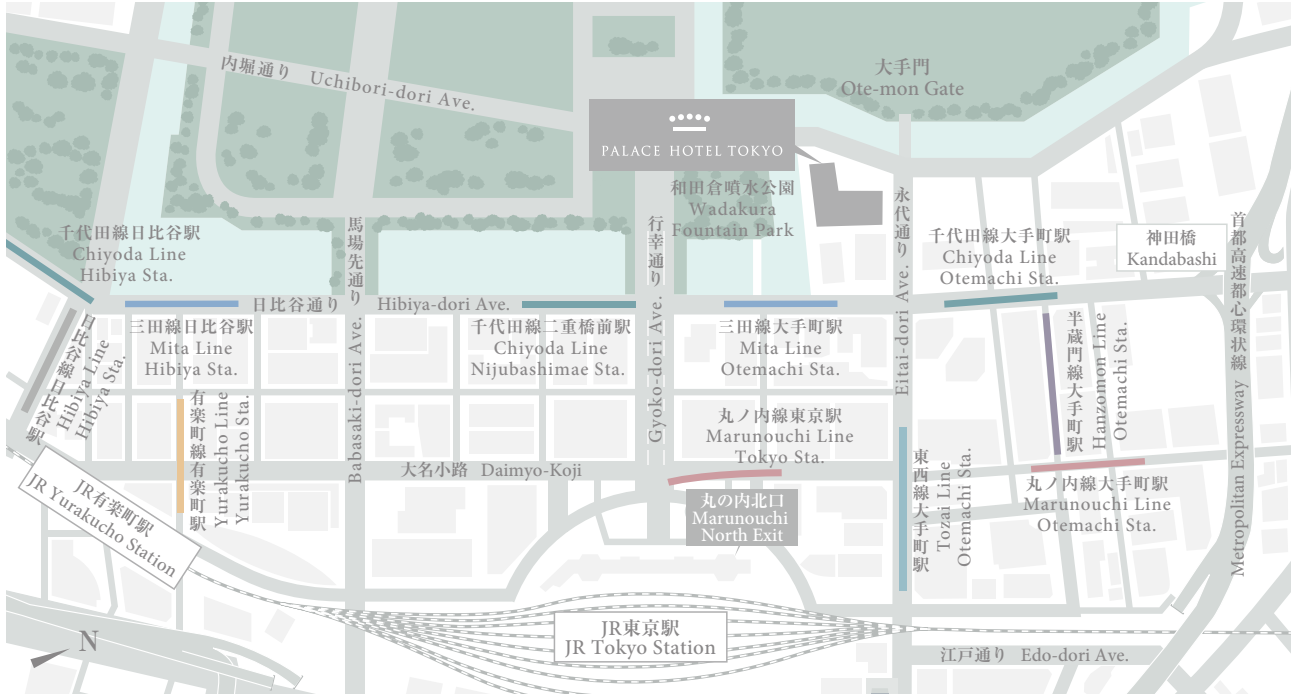 内堀通り Uchibori-dori Ave.
大手門
Ote-mon Gate
PALACE HOTEL TOKYO
和田倉噴水公園
Wadakura
Fountain Park
千代田線日比谷駅
Chiyoda Line
Hibiya Sta.
馬場先通り Babasaki-dori Ave.
行幸通り Gyoko-dori Ave.
永代通り Eitai-dori Ave.
千代田線大手町駅
Chiyoda Line
Otemachi Sta.
神田橋
Kandabashi
首都高速都心環状線 Metropolitan Expressway
日比谷通り Hibiya-dori Ave.
日比谷線日比谷駅
Hibiya Line
Hibiya Sta.
三田線日比谷駅
Mita Line
Hibiya Sta.
千代田線二重橋前駅
Chiyoda Line
Nijubashimae Sta.
三田線大手町駅
Mita Line
Otemachi Sta.
半蔵門線大手町駅
Hanzomon Line
Otemachi Sta.
有楽町線有楽町駅
Yurakucho Line
Yurakucho Sta.
丸ノ内線東京駅
Marunouchi Line
Tokyo Sta.
大名小路 Daimyo-Koji
東西線大手町駅
Tozai Line
Otemachi Sta.
丸ノ内線大手町駅
Marunouchi Line
Otemachi Sta.
丸の内北口
Marunouchi
North Exit
JR有楽町駅
JR Yurakucho Station
JR東京駅
JR Tokyo Station
江戸通り Edo-dori Ave.
N